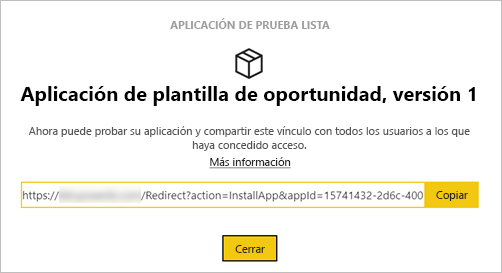 APLICACIÓN DE PRUEBA LISTA
Aplicación de plantilla de oportunidad, versión 1
Ahora puede probar su aplicación y compartir este vínculo con todos los usuarios a los que
haya concedido acceso.
Más información
https:// /Redirect?action=InstallApp&appId=15741432-2d6c-400 Copiar
Cerrar